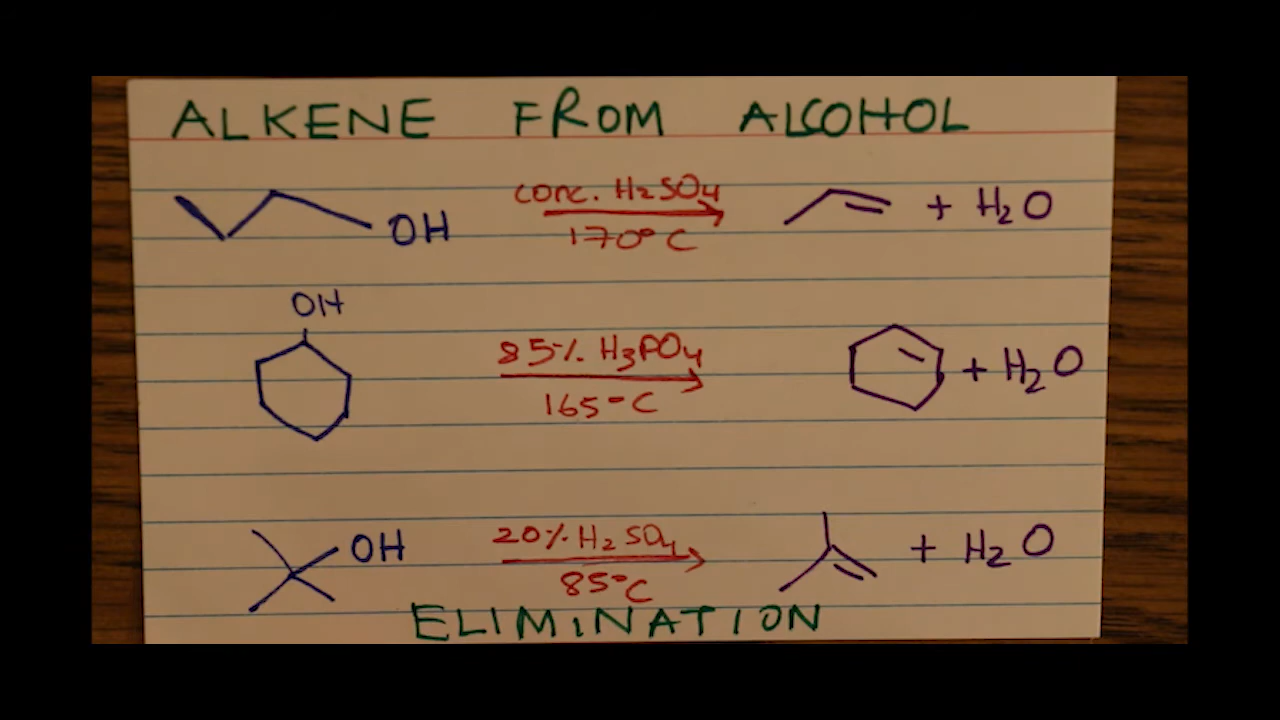 ALKENE FROM ALCOHOL
OH conc. H2SO4 + H2O
170°C
OH
85% H3PO4 + H2O
165°C
OH 20% H2SO4 + H2O
85°C
ELIMINATION